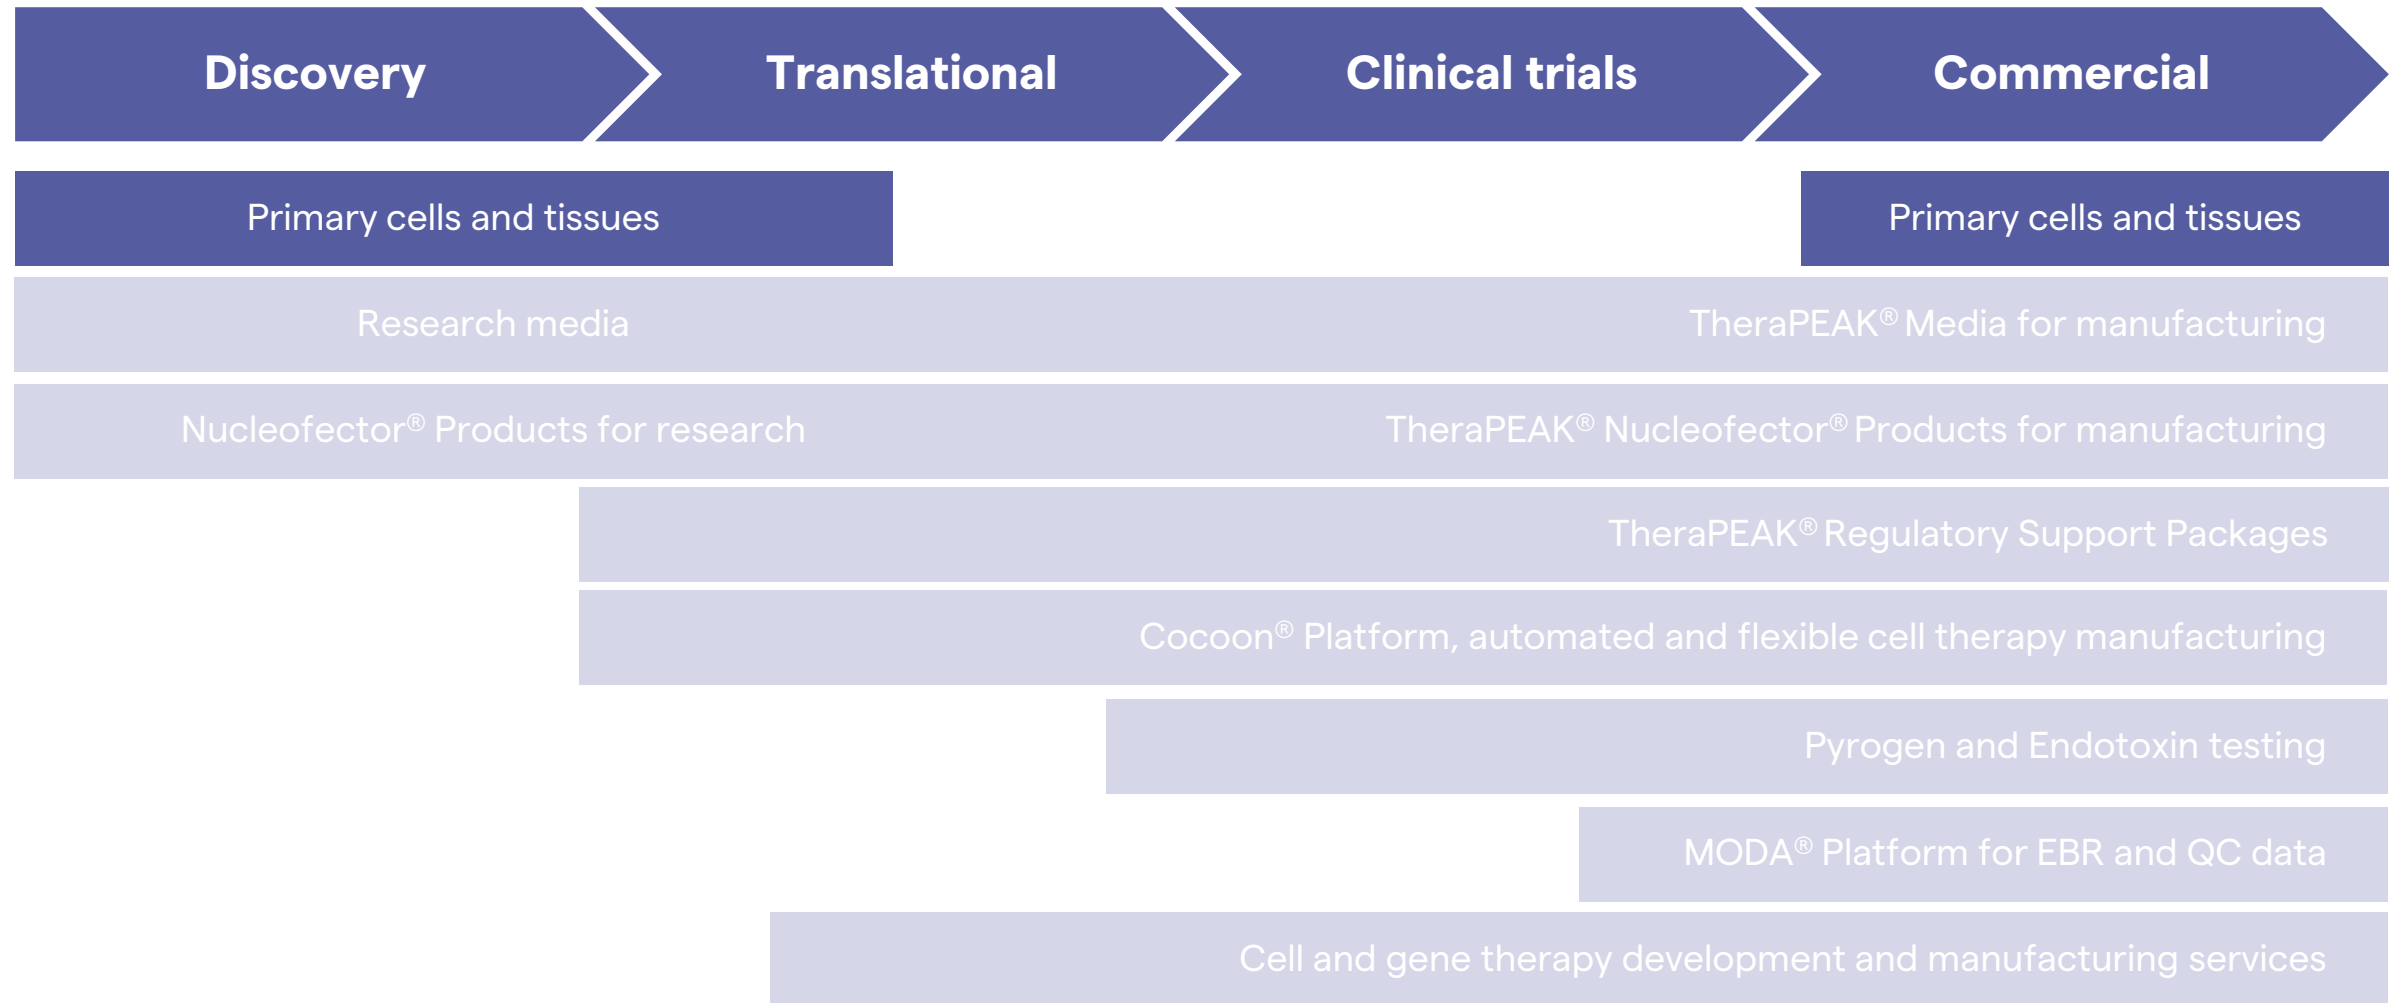 Discovery
Translational
Clinical trials
Commercial
Primary cells and tissues
Primary cells and tissues
Research media
TheraPEAK® Media for manufacturing
Nucleofector® Products for research
TheraPEAK® Nucleofector® Products for manufacturing
TheraPEAK® Regulatory Support Packages
Cocoon® Platform, automated and flexible cell therapy manufacturing
Pyrogen and Endotoxin testing
MODA® Platform for EBR and QC data
Cell and gene therapy development and manufacturing services